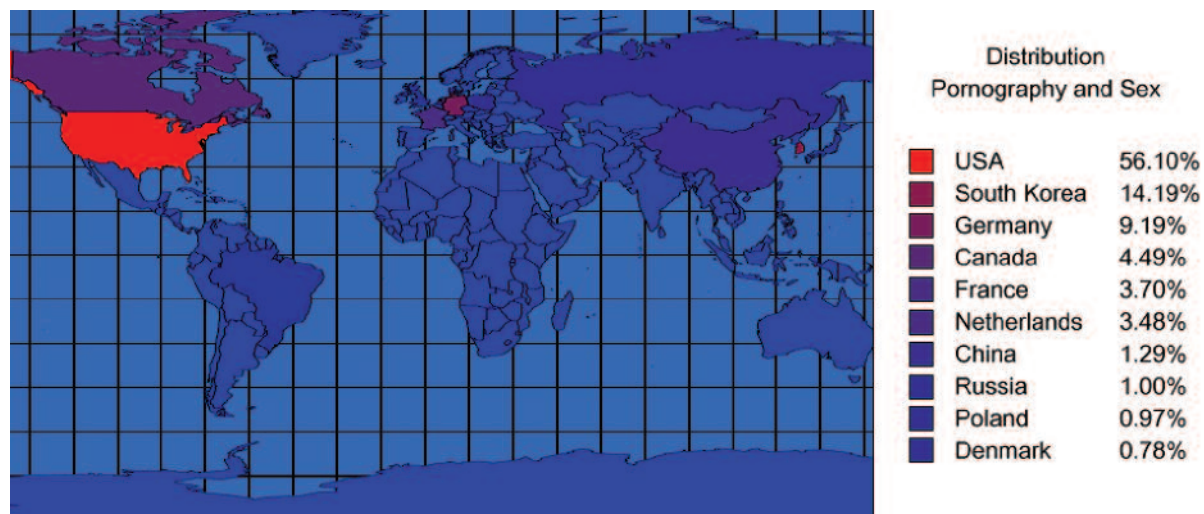 Distribution
Pornography and Sex
USA 56.10%
South Korea 14.19%
Germany 9.19%
Canada 4.49%
France 3.70%
Netherlands 3.48%
China 1.29%
Russia 1.00%
Poland 0.97%
Denmark 0.78%